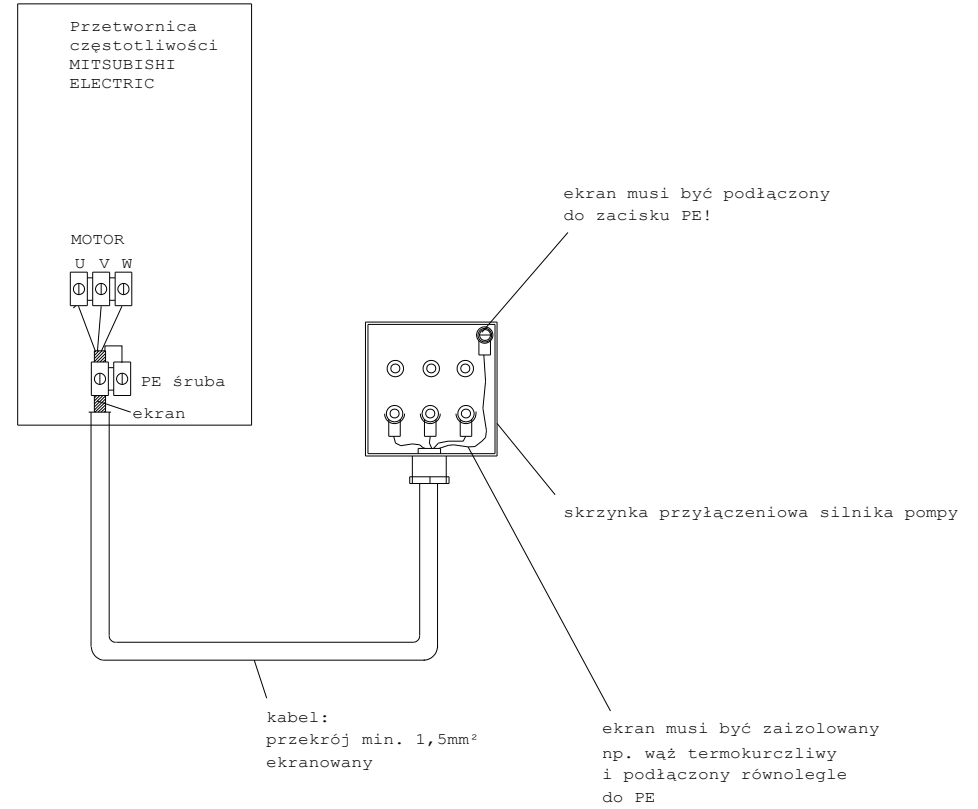 Przetwornica
częstotliwości
MITSUBISHI
ELECTRIC
ekran musi być podłączony
do zacisku PE!
MOTOR
U V W
PE śruba
ekran
skrzynka przyłączeniowa silnika pompy
kabel:
przekrój min. 1,5mm²
ekranowany
ekran musi być zaizolowany
np. wąż termokurczliwy
i podłączony równolegle
do PE